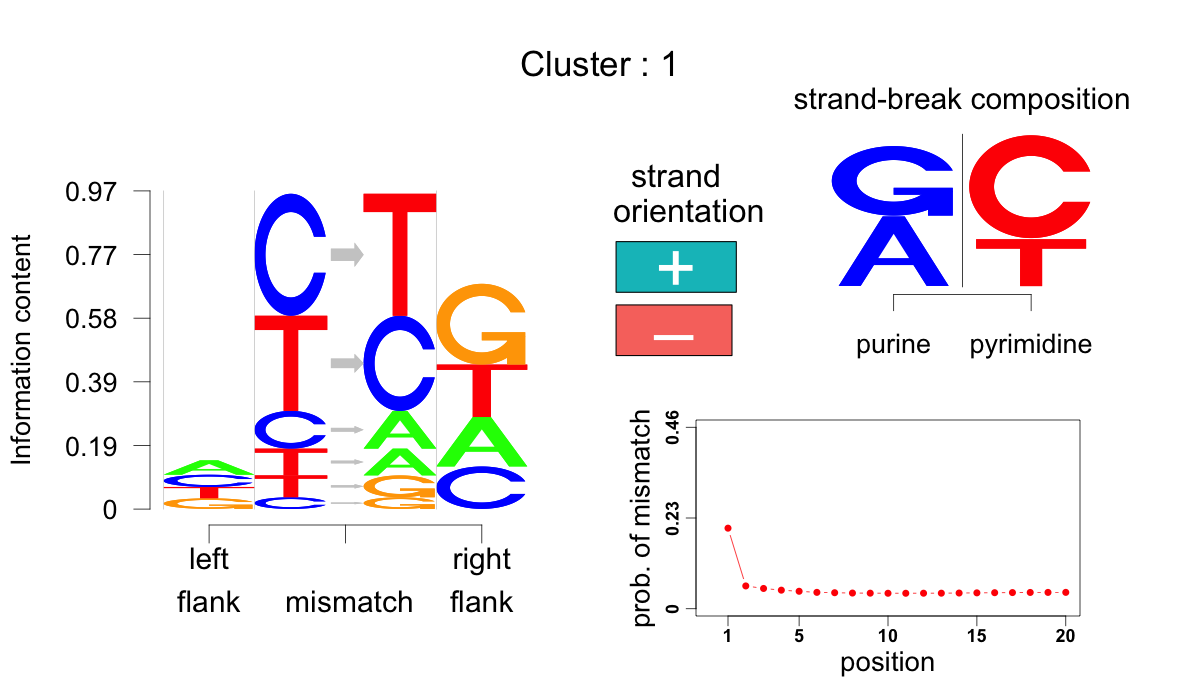 Cluster : 1
strand-break composition
G C
A T
purine pyrimidine
strand
orientation
+
−
Information content
0.97
0.77
0.58
0.39
0.19
0
C T
T C G
C A T
A T A A
C T G C
G C G
left right
flank mismatch flank
prob. of mismatch
0.46
0.23
0
1 5 10 15 20
position